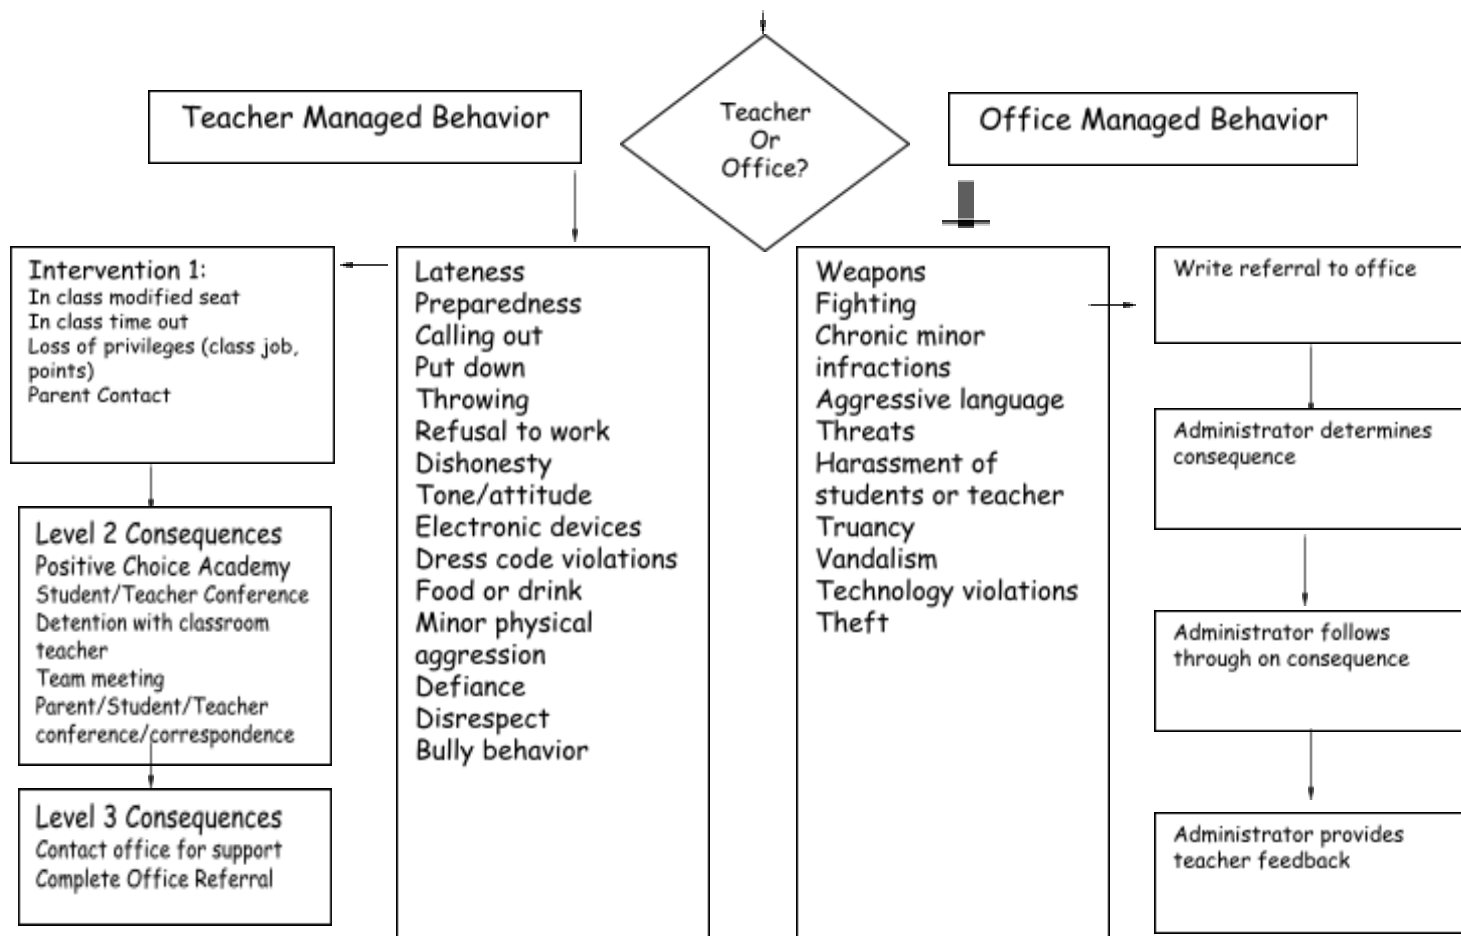 Teacher Managed Behavior
Teacher
Or
Office?
Office Managed Behavior
Intervention 1:
In class modified seat
In class time out
Loss of privileges (class job,
points)
Parent Contact
Level 2 Consequences
Positive Choice Academy
Student/Teacher Conference
Detention with classroom
teacher
Team meeting
Parent/Student/Teacher
conference/correspondence
Level 3 Consequences
Contact office for support
Complete Office Referral
Lateness
Preparedness
Calling out
Put down
Throwing
Refusal to work
Dishonesty
Tone/attitude
Electronic devices
Dress code violations
Food or drink
Minor physical
aggression
Defiance
Disrespect
Bully behavior
Weapons
Fighting
Chronic minor
infractions
Aggressive language
Threats
Harassment of
students or teacher
Truancy
Vandalism
Technology violations
Theft
Write referral to office
Administrator determines
consequence
Administrator follows
through on consequence
Administrator provides
teacher feedback